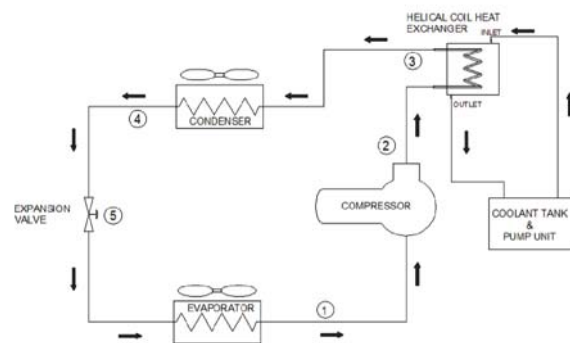 HELICAL COIL HEAT
EXCHANGER
INLET
3
OUTLET
CONDENSER
4
2
COMPRESSOR
EXPANSION
VALVE
5
COOLANT TANK
&
PUMP UNIT
EVAPORATOR
1